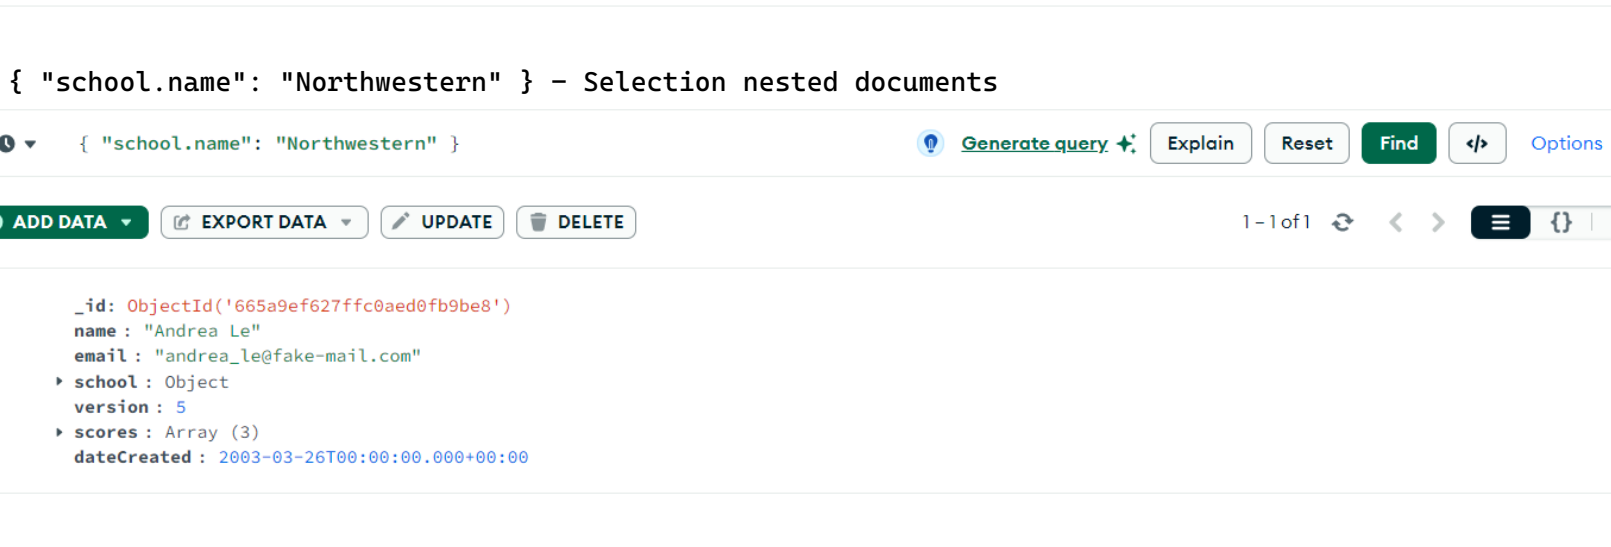 { "school.name": "Northwestern" } - Selection nested documents
{ "school.name": "Northwestern" }
Generate query
Explain
Reset
Find
</>
Options
ADD DATA
EXPORT DATA
UPDATE
DELETE
1 – 1 of 1
{}
_id: ObjectId('665a9ef627ffc0aed0fb9be8')
name : "Andrea Le"
email : "andrea_le@fake-mail.com"
school : Object
version : 5
scores : Array (3)
dateCreated : 2003-03-26T00:00:00.000+00:00